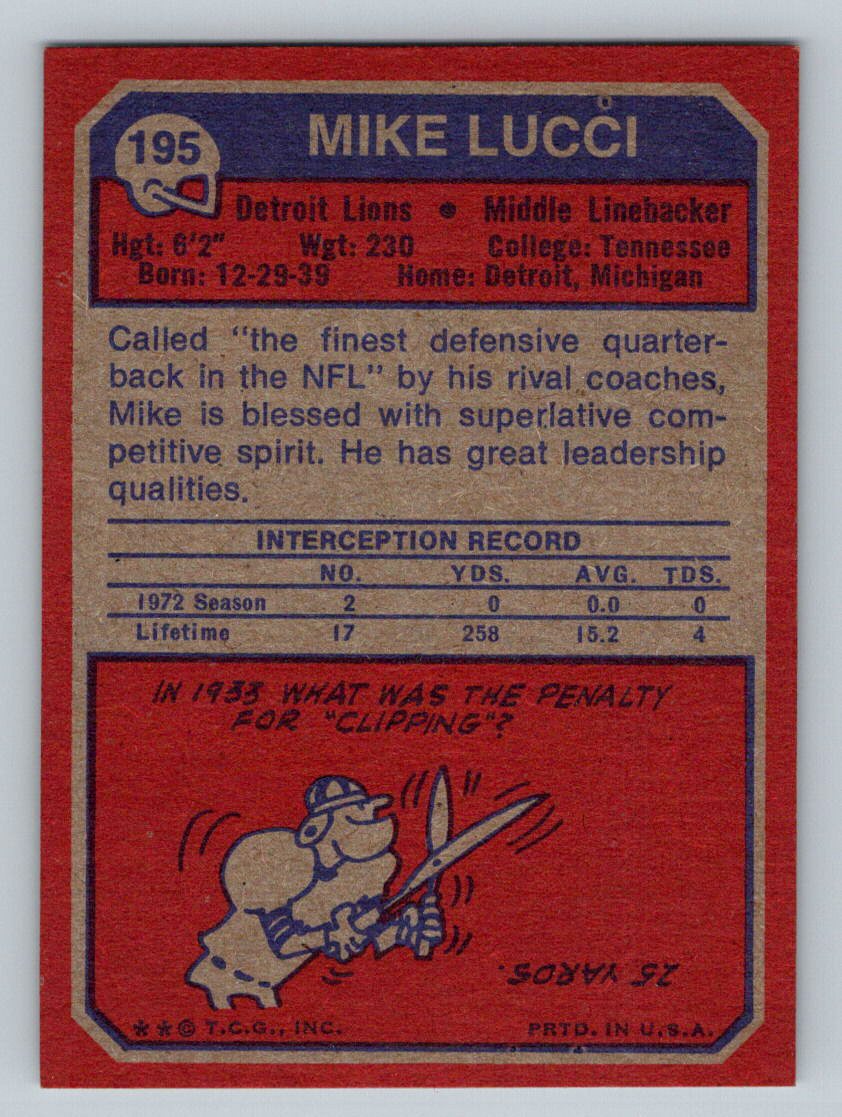 195
MIKE LUCCI
Detroit Lions • Middle Linebacker
Hgt: 6'2" Wgt: 230 College: Tennessee
Born: 12-29-39 Home: Detroit, Michigan
Called "the finest defensive quarter-
back in the NFL" by his rival coaches,
Mike is blessed with superlative com-
petitive spirit. He has great leadership
qualities.
INTERCEPTION RECORD
NO. YDS. AVG. TDS.
1972 Season 2 0 0.0 0
Lifetime 17 258 15.2 4
IN 1933 WHAT WAS THE PENALTY
FOR "CLIPPING"?
25 YARDS.
**© T.C.G., INC. PRTD. IN U.S.A.